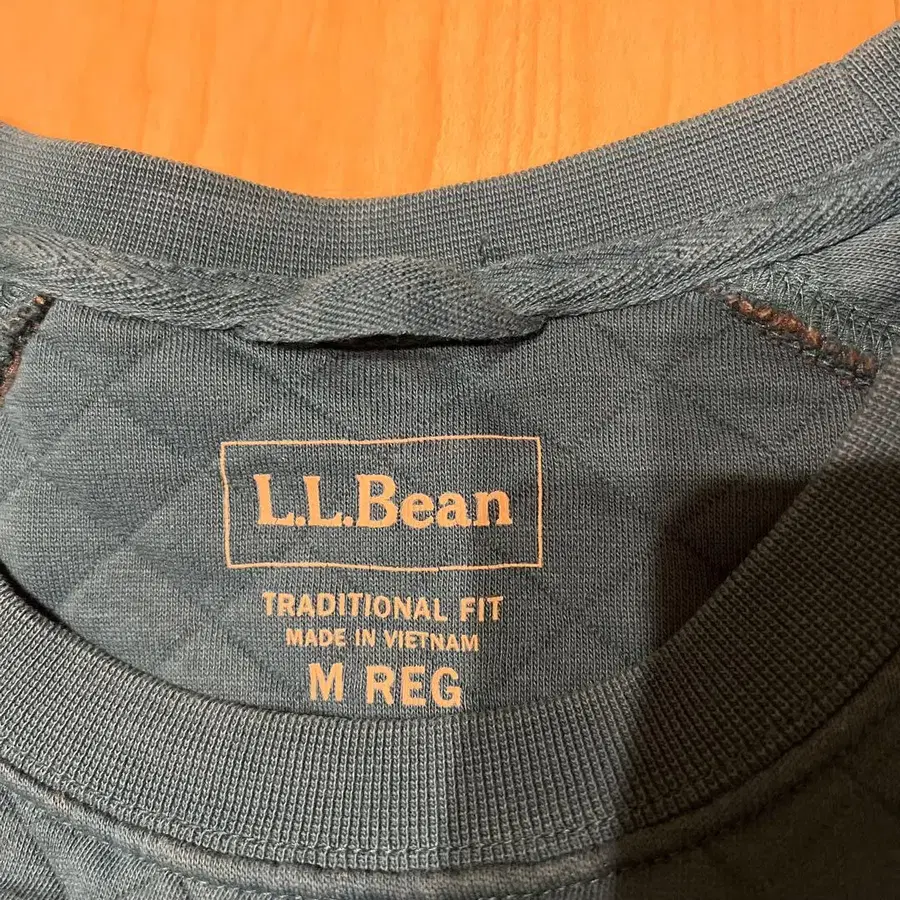 L.L.Bean
TRADITIONAL FIT
MADE IN VIETNAM
M REG